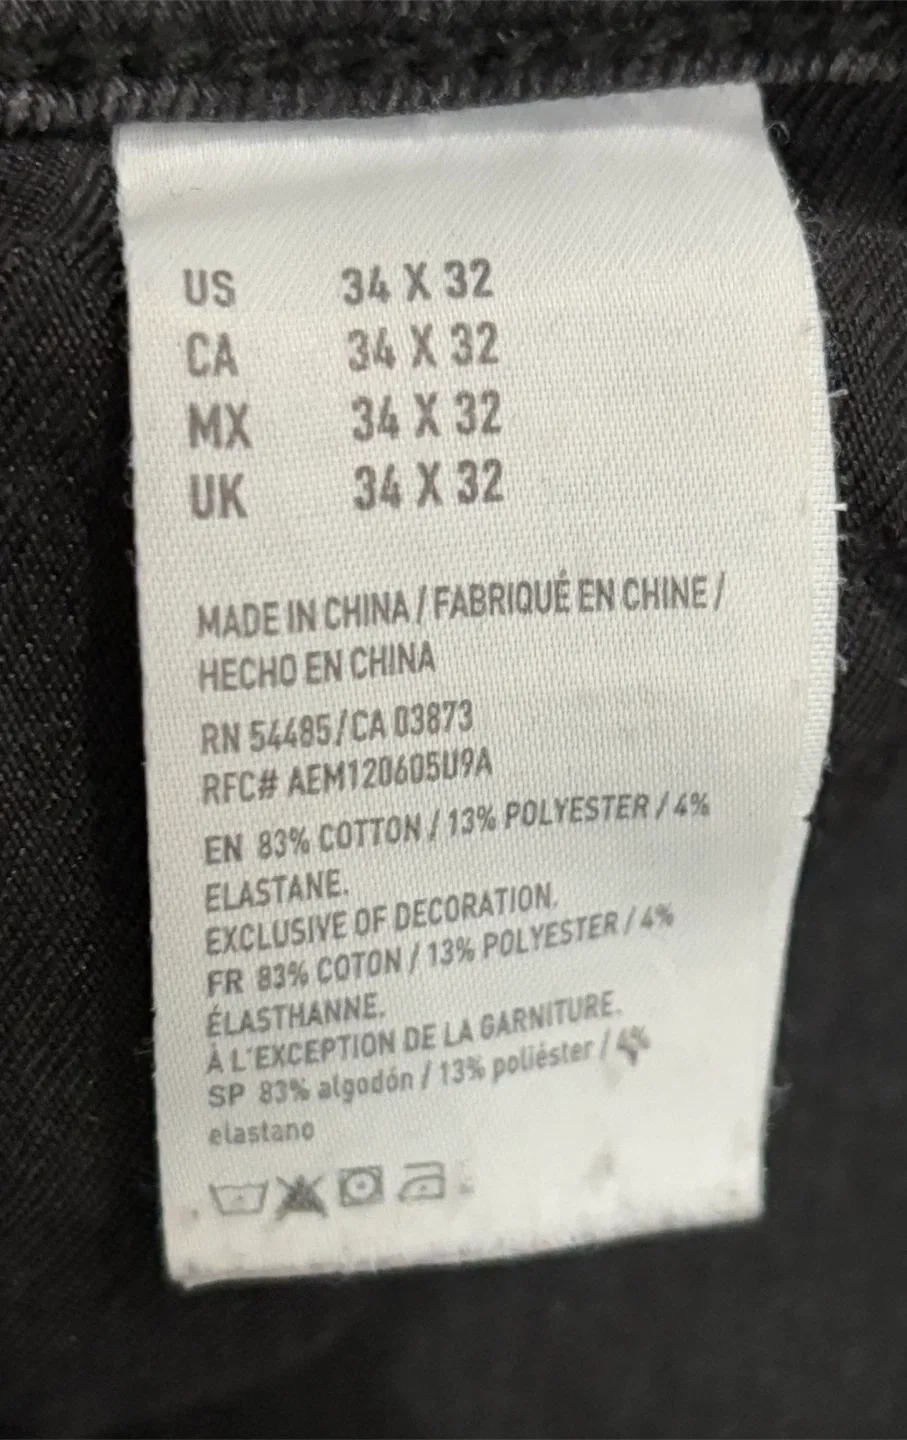 US 34 X 32
CA 34 X 32
MX 34 X 32
UK 34 X 32
MADE IN CHINA / FABRIQUÉ EN CHINE /
HECHO EN CHINA
RN 54485/CA 03873
RFC# AEM120605U9A
EN 83% COTTON / 13% POLYESTER / 4%
ELASTANE.
EXCLUSIVE OF DECORATION.
FR 83% COTON / 13% POLYESTER / 4%
ÉLASTHANNE.
À L'EXCEPTION DE LA GARNITURE.
SP 83% algodón / 13% poliéster / 4%
elastano